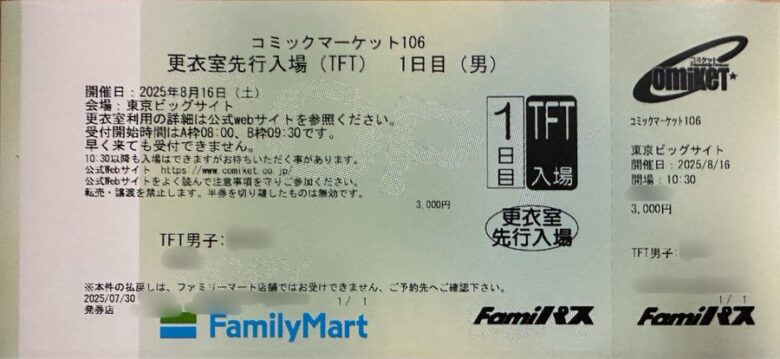 コミックマーケット106
更衣室先行入場(TFT) 1日目(男)
開催日:2025年8月16日(土)
会場:東京ビッグサイト
更衣室利用の詳細は公式webサイトを参照ください。
受付開始時間はA枠08:00、B枠09:30です。
早く来ても受付できません。
10:30以降も入場はできますがお待ちいただく事があります。
公式Webサイト https://www.comiket.co.jp/
公式Webサイトをよく読んで注意事項を守りご参加ください。
転売・譲渡を禁止します。半券を切り離したものは無効です。
3,000円
TFT男子:
1日目
TFT
入場
更衣室
先行入場
※本件の払戻しは、ファミリーマート店舗ではお受けできません、ご予約先へご確認下さい。
2025/07/30
発券店
1/ 1
FamilyMart
Famiパス
コミケット
COMIKET
コミックマーケット106
東京ビッグサイト
開催日:2025/8/16
開場:10:30
3,000円
TFT男子:
1/ 1
Famiパス